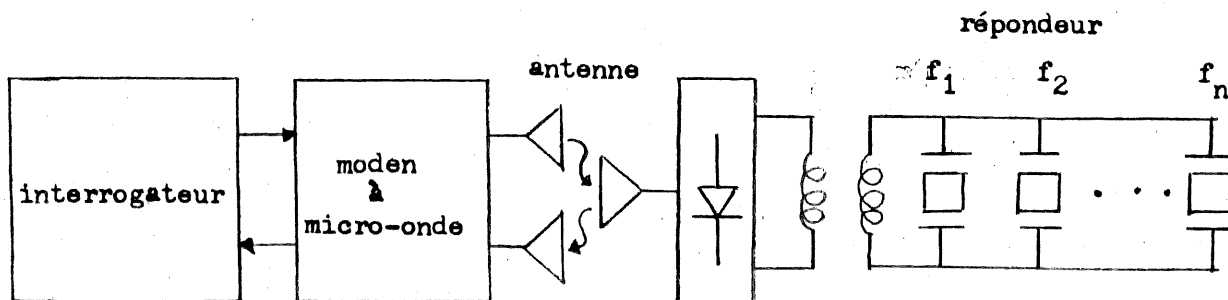 répondeur
antenne
f1
f2
fn
interrogateur
moden
à
micro-onde